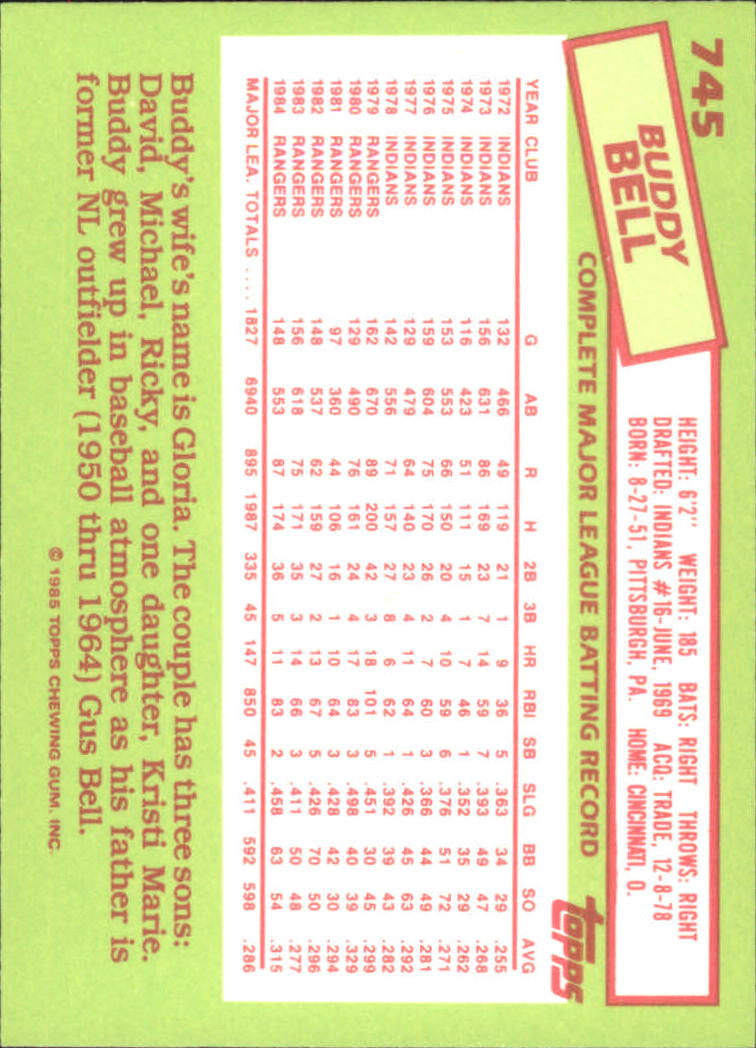 745
BUDDY
BELL
HEIGHT: 6'2" WEIGHT: 185 BATS: RIGHT THROWS: RIGHT
DRAFTED: INDIANS #16-JUNE, 1969 ACQ: TRADE, 12-8-78
BORN: 8-27-51, PITTSBURGH, PA. HOME: CINCINNATI, O.
COMPLETE MAJOR LEAGUE BATTING RECORD
topps
YEAR CLUB G AB R H 2B 3B HR RBI SB SLG BB SO AVG
1972 INDIANS 132 466 49 119 21 1 9 36 5 .363 34 29 .255
1973 INDIANS 156 631 86 169 23 7 14 59 7 .393 49 47 .268
1974 INDIANS 116 423 51 111 15 1 7 46 1 .352 35 29 .262
1975 INDIANS 153 553 66 150 20 4 10 59 6 .376 51 72 .271
1976 INDIANS 159 604 75 170 26 2 7 60 3 .366 44 49 .281
1977 INDIANS 129 479 64 140 23 4 11 64 1 .426 45 63 .292
1978 INDIANS 142 556 71 157 27 8 6 62 1 .392 39 43 .282
1979 RANGERS 162 670 89 200 42 3 18 101 5 .451 30 45 .299
1980 RANGERS 129 490 76 161 24 4 17 83 3 .498 40 39 .329
1981 RANGERS 97 360 44 106 16 1 10 64 3 .428 42 30 .294
1982 RANGERS 148 537 62 159 27 2 13 67 5 .426 70 50 .296
1983 RANGERS 156 618 75 171 35 3 14 66 3 .411 50 48 .277
1984 RANGERS 148 553 87 174 36 5 11 83 2 .458 63 54 .315
MAJOR LEA. TOTALS .... 1827 6940 895 1987 335 45 147 850 45 .411 592 598 .286
Buddy's wife's name is Gloria. The couple has three sons:
David, Michael, Ricky, and one daughter, Kristi Marie.
Buddy grew up in baseball atmosphere as his father is
former NL outfielder (1950 thru 1964) Gus Bell.
© 1985 TOPPS CHEWING GUM, INC.